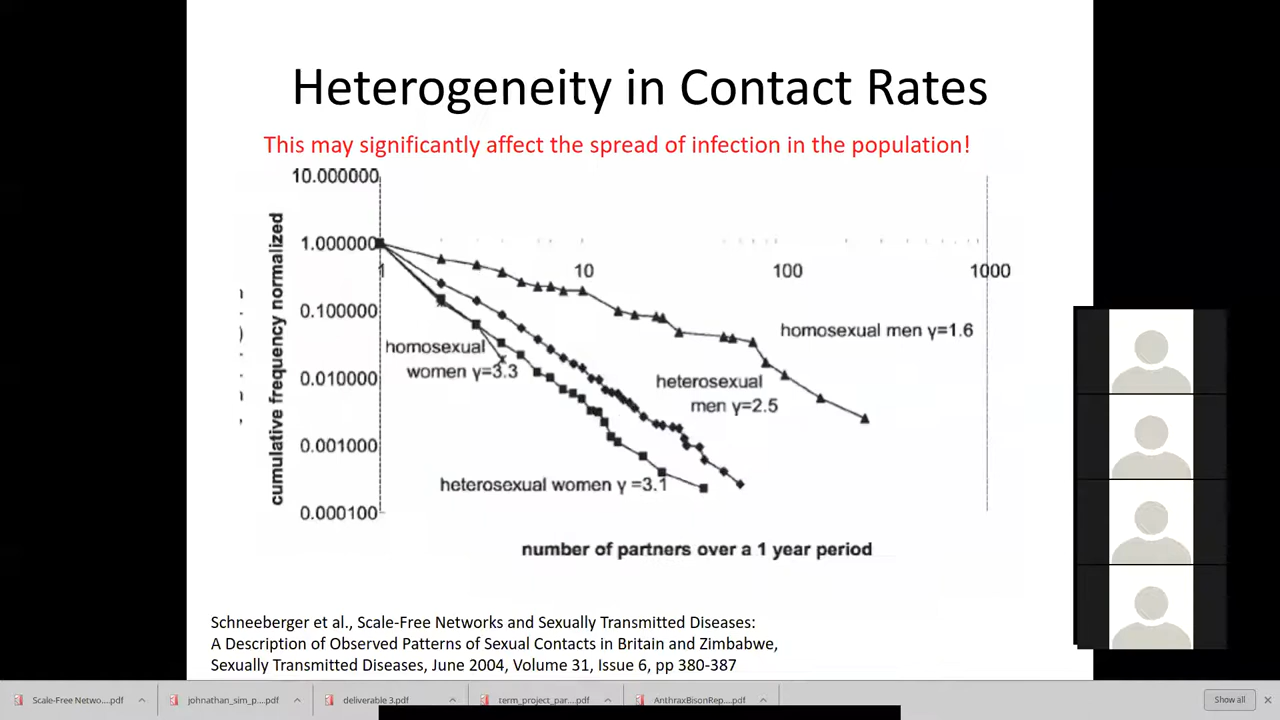 Heterogeneity in Contact Rates
This may significantly affect the spread of infection in the population!
10.000000
1.000000
0.100000
0.010000
0.001000
0.000100
cumulative frequency normalized
1
10
100
1000
homosexual men γ=1.6
homosexual
women γ=3.3
heterosexual
men γ=2.5
heterosexual women γ =3.1
number of partners over a 1 year period
Schneeberger et al., Scale-Free Networks and Sexually Transmitted Diseases:
A Description of Observed Patterns of Sexual Contacts in Britain and Zimbabwe,
Sexually Transmitted Diseases, June 2004, Volume 31, Issue 6, pp 380-387
Scale-Free Netwo....pdf
johnathan_sim_p....pdf
deliverable 3.pdf
term_project_par....pdf
AnthraxBisonRep....pdf
Show all